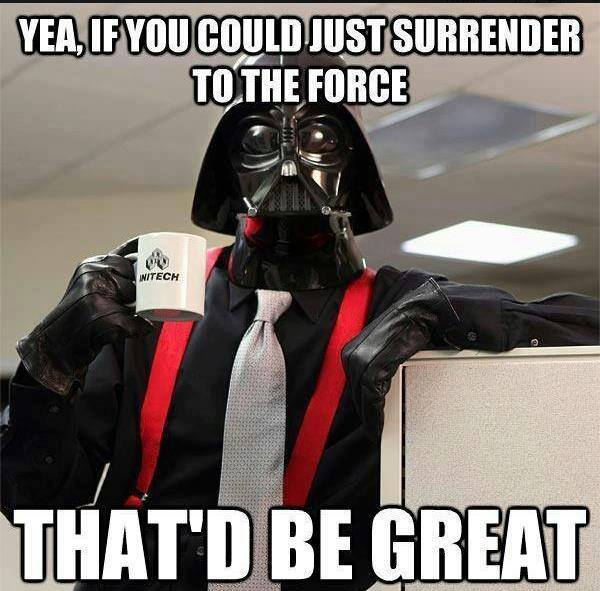 YEA, IF YOU COULD JUST SURRENDER
TO THE FORCE
INITECH
THAT'D BE GREAT